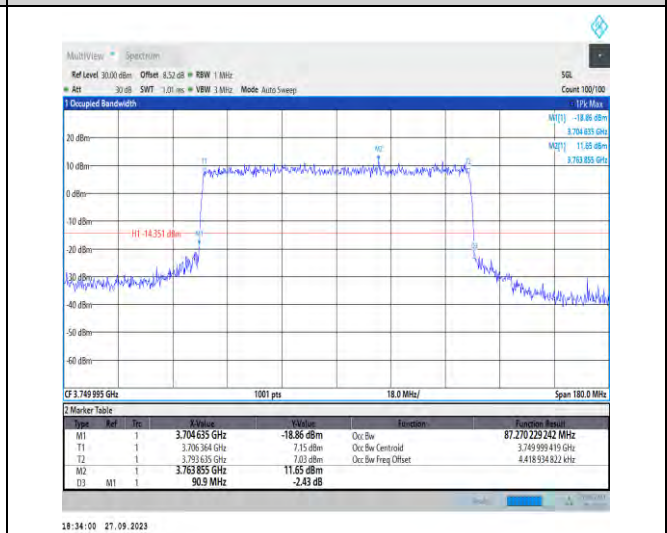 MultiView Spectrum
Ref Level 30.00 dBm Offset 8.52 dB RBW 1 MHz SGL
Att 30 dB SWT 1.01 ms VBW 3 MHz Mode Auto Sweep Count 100/100
1 Occupied Bandwidth 1Pk Max
M1[1] -18.86 dBm
3.704 635 GHz
M2[1] 11.65 dBm
3.763 855 GHz
20 dBm
M2
T1 T2
10 dBm
0 dBm
-10 dBm
H1 -14.351 dBm M1
D3
-30 dBm
-40 dBm
-50 dBm
-60 dBm
CF 3.749 995 GHz 1001 pts 18.0 MHz/ Span 180.0 MHz
2 Marker Table
Type Ref Trc X-Value Y-Value Function Function Result
M1 1 3.704 635 GHz -18.86 dBm Occ Bw 87.270 229 242 MHz
T1 1 3.706 364 GHz 7.15 dBm Occ Bw Centroid 3.749 999 419 GHz
T2 1 3.793 635 GHz 7.03 dBm Occ Bw Freq Offset 4.418 934 822 kHz
M2 1 3.763 855 GHz 11.65 dBm
D3 M1 1 90.9 MHz -2.43 dB
18:34:00 27.09.2023